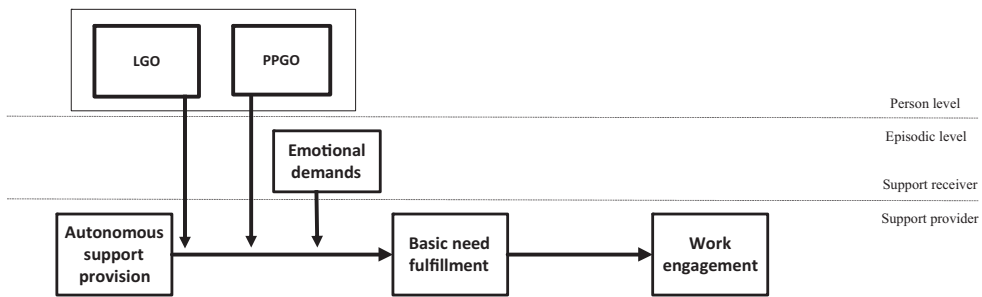 LGO
PPGO
Person level
Episodic level
Emotional
demands
Support receiver
Support provider
Autonomous
support
provision
Basic need
fulfillment
Work
engagement